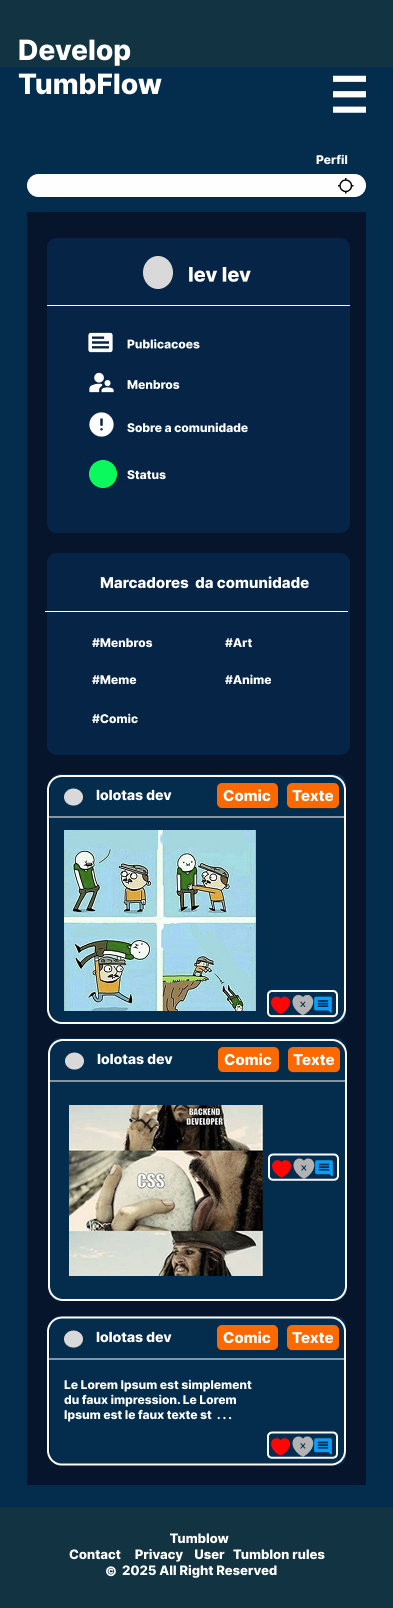 Develop
TumbFlow
Perfil
lev lev
Publicacoes
Menbros
Sobre a comunidade
Status
Marcadores da comunidade
#Menbros #Art
#Meme #Anime
#Comic
lolotas dev Comic Texte
lolotas dev Comic Texte
BACKEND
DEVELOPER
CSS
lolotas dev Comic Texte
Le Lorem Ipsum est simplement
du faux impression. Le Lorem
Ipsum est le faux texte st ...
Tumblow
Contact Privacy User Tumblon rules
© 2025 All Right Reserved